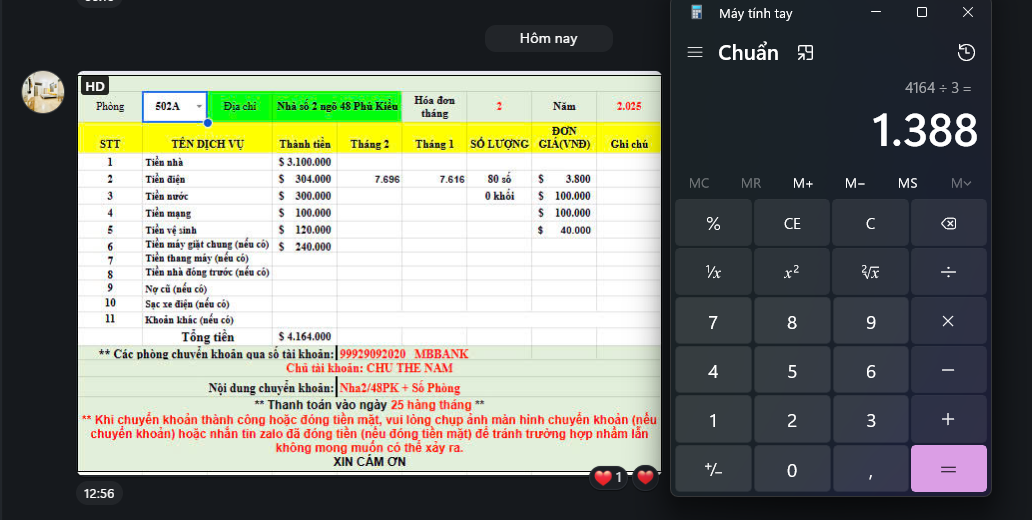 Hôm nay
HD
Phòng 502A Địa chỉ Nhà số 2 ngõ 48 Phú Kiều Hóa đơn tháng 2 Năm 2.025
STT TÊN DỊCH VỤ Thành tiền Tháng 2 Tháng 1 SỐ LƯỢNG ĐƠN GIÁ(VNĐ) Ghi chú
1 Tiền nhà $ 3.100.000
2 Tiền điện $ 304.000 7.696 7.616 80 số $ 3.800
3 Tiền nước $ 300.000 0 khối $ 100.000
4 Tiền mạng $ 100.000 $ 100.000
5 Tiền vệ sinh $ 120.000 $ 40.000
6 Tiền máy giặt chung (nếu có) $ 240.000
7 Tiền thang máy (nếu có)
8 Tiền nhà đóng trước (nếu có)
9 Nợ cũ (nếu có)
10 Sạc xe điện (nếu có)
11 Khoản khác (nếu có)
Tổng tiền $ 4.164.000
** Các phòng chuyển khoản qua số tài khoản: 99929092020 MBBANK
Chủ tài khoản: CHU THE NAM
Nội dung chuyển khoản: Nha2/48PK + Số Phòng
** Thanh toán vào ngày 25 hàng tháng **
** Khi chuyển khoản thành công hoặc đóng tiền mặt, vui lòng chụp ảnh màn hình chuyển khoản (nếu
chuyển khoản) hoặc nhắn tin zalo đã đóng tiền (nếu đóng tiền mặt) để tránh trường hợp nhầm lẫn
không mong muốn có thể xảy ra.
XIN CẢM ƠN
1
12:56
Máy tính tay
Chuẩn
4164 ÷ 3 =
1.388
MC MR M+ M− MS M˅
% CE C ⌫
¹/x x² ²√x ÷
7 8 9 ×
4 5 6 −
1 2 3 +
+/− 0 , =